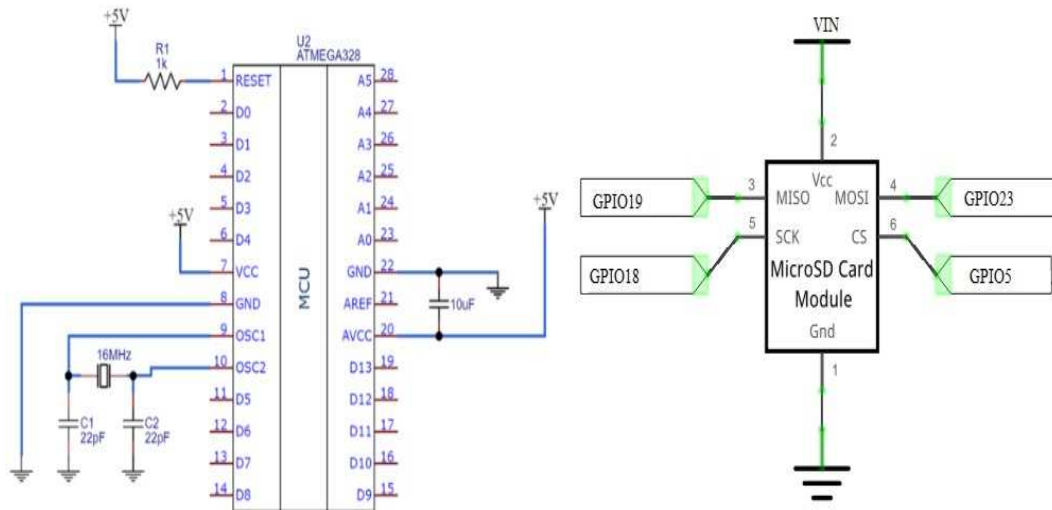 +5V
R1
1k
U2
ATMEGA328
1 RESET
2 D0
3 D1
4 D2
5 D3
6 D4
+5V
7 VCC
8 GND
9 OSC1
16MHz
10 OSC2
11 D5
12 D6
13 D7
14 D8
C1
22pF
C2
22pF
MCU
A5 28
A4 27
A3 26
A2 25
A1 24
A0 23
GND 22
AREF 21
AVCC 20
D13 19
D12 18
D11 17
D10 16
D9 15
10uF
+5V
VIN
2
Vcc
GPIO19
3 MISO
MOSI 4
GPIO23
GPIO18
5 SCK
CS 6
GPIO5
MicroSD Card
Module
Gnd
1